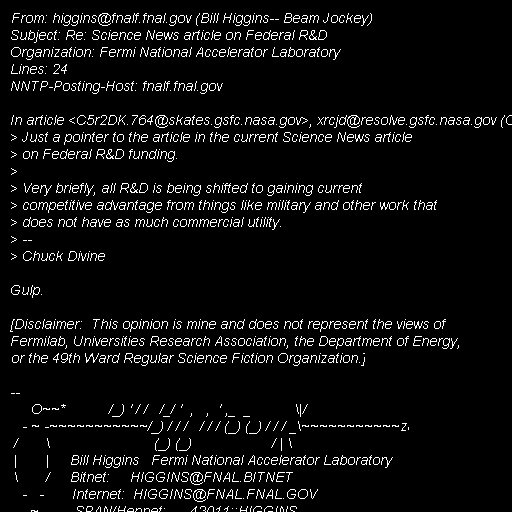 From: higgins@fnalf.fnal.gov (Bill Higgins-- Beam Jockey)
Subject: Re: Science News article on Federal R&D
Organization: Fermi National Accelerator Laboratory
Lines: 24
NNTP-Posting-Host: fnalf.fnal.gov

In article <C5r2DK.764@skates.gsfc.nasa.gov>, xrcjd@resolve.gsfc.nasa.gov (C
> Just a pointer to the article in the current Science News article
> on Federal R&D funding.
>
> Very briefly, all R&D is being shifted to gaining current
> competitive advantage from things like military and other work that
> does not have as much commercial utility.
> --
> Chuck Divine

Gulp.

[Disclaimer:  This opinion is mine and does not represent the views of
Fermilab, Universities Research Association, the Department of Energy,
or the 49th Ward Regular Science Fiction Organization.]

--
     O~~*          /_) ' / /   /_/ '  ,   ,  ' ,_  _           \|/
   - ~ -~~~~~~~~~~~/_) / / /   / / / (_) (_) / / / _\~~~~~~~~~~~z
 /       \                         (_) (_)                    / | \
 |       |     Bill Higgins   Fermi National Accelerator Laboratory
 \       /     Bitnet:     HIGGINS@FNAL.BITNET
   -   -       Internet:  HIGGINS@FNAL.FNAL.GOV
     ~         SPAN/Hepnet:      43011::HIGGINS